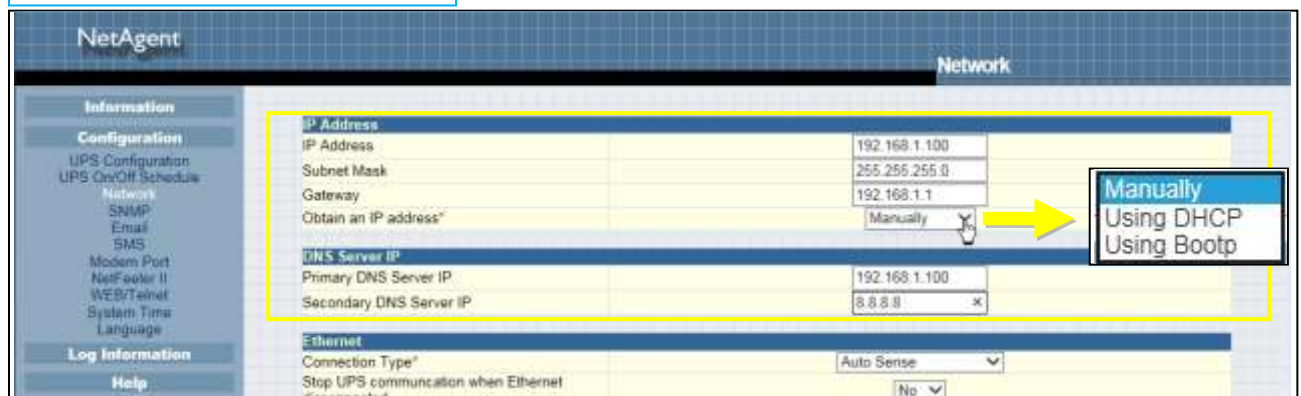 NetAgent
Network
Information
Configuration
UPS Configuration
UPS On/Off Schedule
Network
SNMP
Email
SMS
Modem Port
NetFeeler II
WEB/Telnet
System Time
Language
Log Information
Help
IP Address
IP Address 192.168.1.100
Subnet Mask 255.255.255.0
Gateway 192.168.1.1
Obtain an IP address* Manually
Manually
Using DHCP
Using Bootp
DNS Server IP
Primary DNS Server IP 192.168.1.100
Secondary DNS Server IP 8.8.8.8 ×
Ethernet
Connection Type* Auto Sense
Stop UPS communcation when Ethernet No